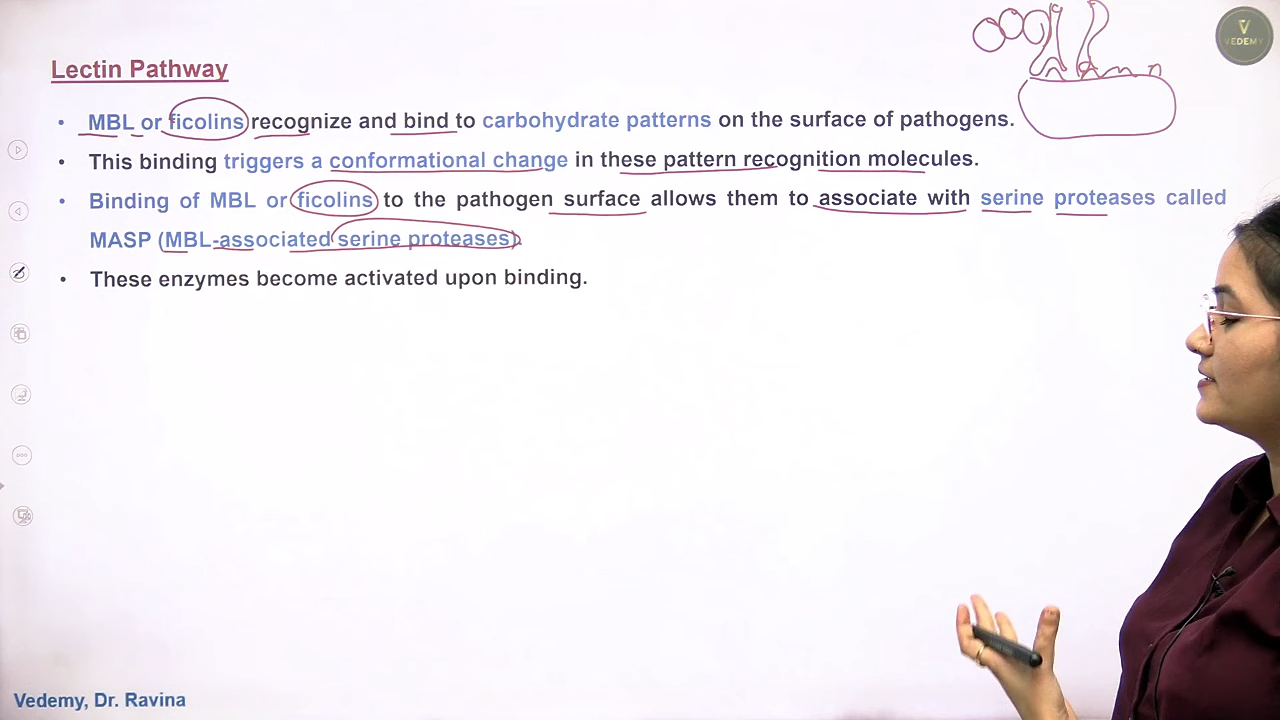 VEDEMY
Lectin Pathway
• MBL or ficolins recognize and bind to carbohydrate patterns on the surface of pathogens.
• This binding triggers a conformational change in these pattern recognition molecules.
• Binding of MBL or ficolins to the pathogen surface allows them to associate with serine proteases called
MASP (MBL-associated serine proteases).
• These enzymes become activated upon binding.
Vedemy, Dr. Ravina